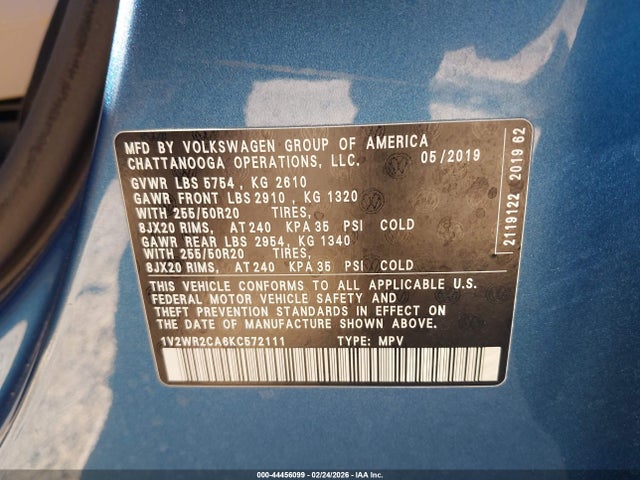 MFD BY VOLKSWAGEN GROUP OF AMERICA
CHATTANOOGA OPERATIONS, LLC. 05/2019
GVWR LBS 5754 , KG 2610
GAWR FRONT LBS 2910 , KG 1320
WITH 255/50R20 TIRES,
8JX20 RIMS, AT 240 KPA 35 PSI COLD
GAWR REAR LBS 2954, KG 1340
WITH 255/50R20 TIRES,
8JX20 RIMS, AT 240 KPA 35 PSI COLD
THIS VEHICLE CONFORMS TO ALL APPLICABLE U.S.
FEDERAL MOTOR VEHICLE SAFETY AND
THEFT PREVENTION STANDARDS IN EFFECT ON
DATE OF MANUFACTURE SHOWN ABOVE.
1V2WR2CA6KC572111 TYPE: MPV
2119122 2019 62
000-44456099 - 02/24/2026 - IAA Inc.